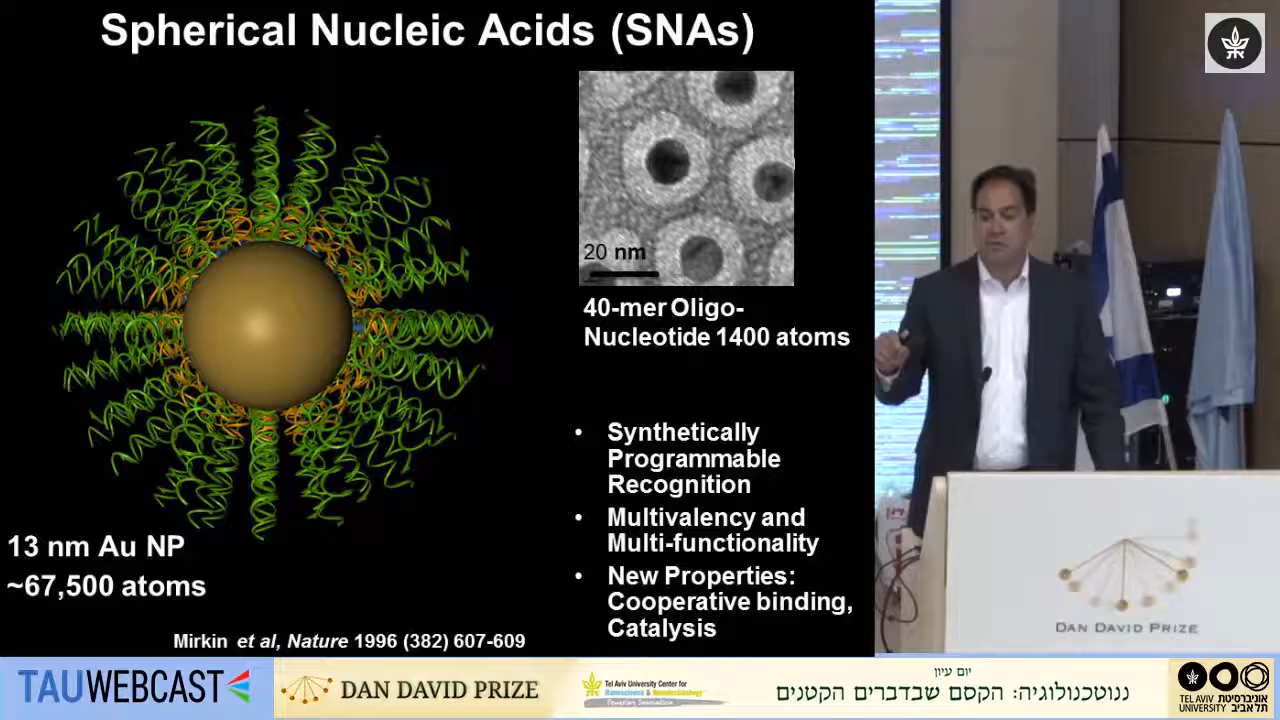 Spherical Nucleic Acids (SNAs)
20 nm
40-mer Oligo-
Nucleotide 1400 atoms
• Synthetically
Programmable
Recognition
• Multivalency and
Multi-functionality
• New Properties:
Cooperative binding,
Catalysis
13 nm Au NP
~67,500 atoms
Mirkin et al, Nature 1996 (382) 607-609
DAN DAVID PRIZE
TAUWEBCAST
DAN DAVID PRIZE
Tel Aviv University Center for
Nanoscience & Nanotechnology
Powering Innovation
יום עיון
ננוטכנולוגיה: הקסם שבדברים הקטנים
TEL AVIV אוניברסיטת
UNIVERSITY תל אביב